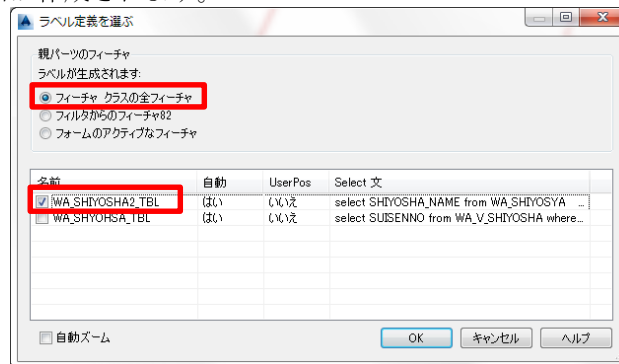 ラベル定義を選ぶ
親パーツのフィーチャ
ラベルが生成されます:
フィーチャ クラスの全フィーチャ
フィルタからのフィーチャ82
フォームのアクティブなフィーチャ
名前 自動 UserPos Select 文
WA_SHIYOSHA2_TBL はい いいえ select SHIYOSHA_NAME from WA_SHIYOSYA ...
WA_SHYOHSA_TBL はい いいえ select SUISENNO from WA_V_SHIYOSHA where...
自動ズーム OK キャンセル ヘルプ